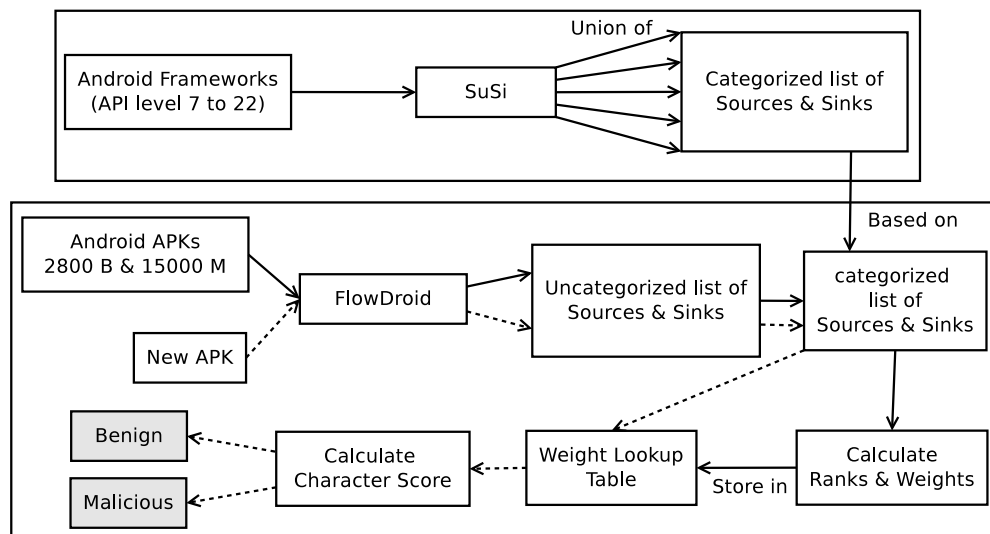 Union of
Android Frameworks
(API level 7 to 22)
SuSi
Categorized list of
Sources & Sinks
Based on
Android APKs
2800 B & 15000 M
FlowDroid
Uncategorized list of
Sources & Sinks
categorized
list of
Sources & Sinks
New APK
Benign
Malicious
Calculate
Character Score
Weight Lookup
Table
Store in
Calculate
Ranks & Weights